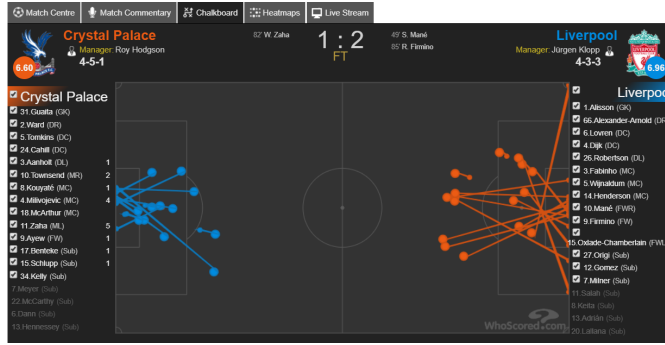 Match Centre Match Commentary Chalkboard Heatmaps Live Stream
Crystal Palace
Manager: Roy Hodgson
4-5-1
6.60
82' W. Zaha
1 : 2
FT
49' S. Mané
85' R. Firmino
Liverpool
Manager: Jürgen Klopp
4-3-3
6.96
Crystal Palace
31.Guaita (GK)
2.Ward (DR)
5.Tomkins (DC)
24.Cahill (DC)
3.Aanholt (DL) 1
10.Townsend (MR) 2
8.Kouyaté (MC) 1
4.Milivojevic (MC) 4
18.McArthur (MC)
11.Zaha (ML) 5
9.Ayew (FW) 1
17.Benteke (Sub) 1
15.Schlupp (Sub) 1
34.Kelly (Sub)
7.Meyer (Sub)
22.McCarthy (Sub)
6.Dann (Sub)
13.Hennessey (Sub)
Liverpoo
1.Alisson (GK)
66.Alexander-Arnold (DR
6.Lovren (DC)
4.Dijk (DC)
26.Robertson (DL)
3.Fabinho (MC)
5.Wijnaldum (MC)
14.Henderson (MC)
10.Mané (FWR)
9.Firmino (FW)
15.Oxlade-Chamberlain (FWL
27.Origi (Sub)
12.Gomez (Sub)
7.Milner (Sub)
11.Salah (Sub)
8.Keita (Sub)
13.Adrián (Sub)
20.Lallana (Sub)
WhoScored.com